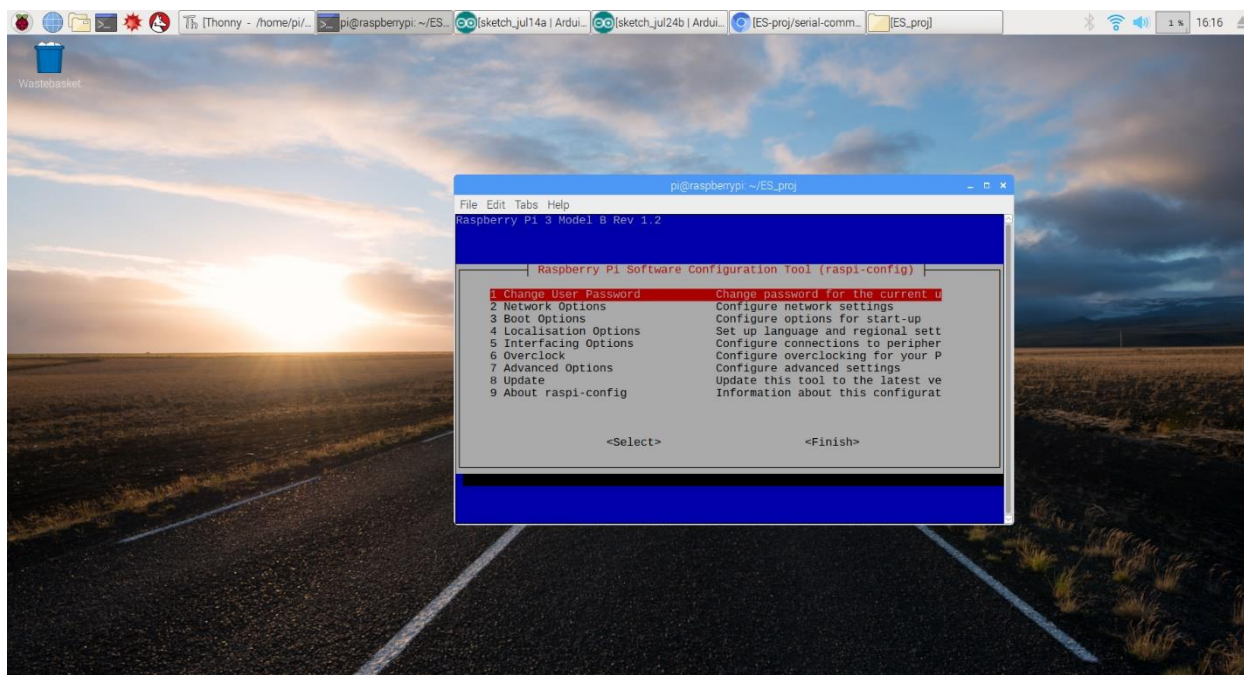 [Thonny - /home/pi/...
pi@raspberrypi: ~/ES...
[sketch_jul14a | Ardui...
[sketch_jul24b | Ardui...
[ES-proj/serial-comm...
[ES_proj]
1 %
16:16
Wastebasket
pi@raspberrypi: ~/ES_proj
File Edit Tabs Help
Raspberry Pi 3 Model B Rev 1.2
Raspberry Pi Software Configuration Tool (raspi-config)
1 Change User Password Change password for the current u
2 Network Options Configure network settings
3 Boot Options Configure options for start-up
4 Localisation Options Set up language and regional sett
5 Interfacing Options Configure connections to peripher
6 Overclock Configure overclocking for your P
7 Advanced Options Configure advanced settings
8 Update Update this tool to the latest ve
9 About raspi-config Information about this configurat
<Select> <Finish>